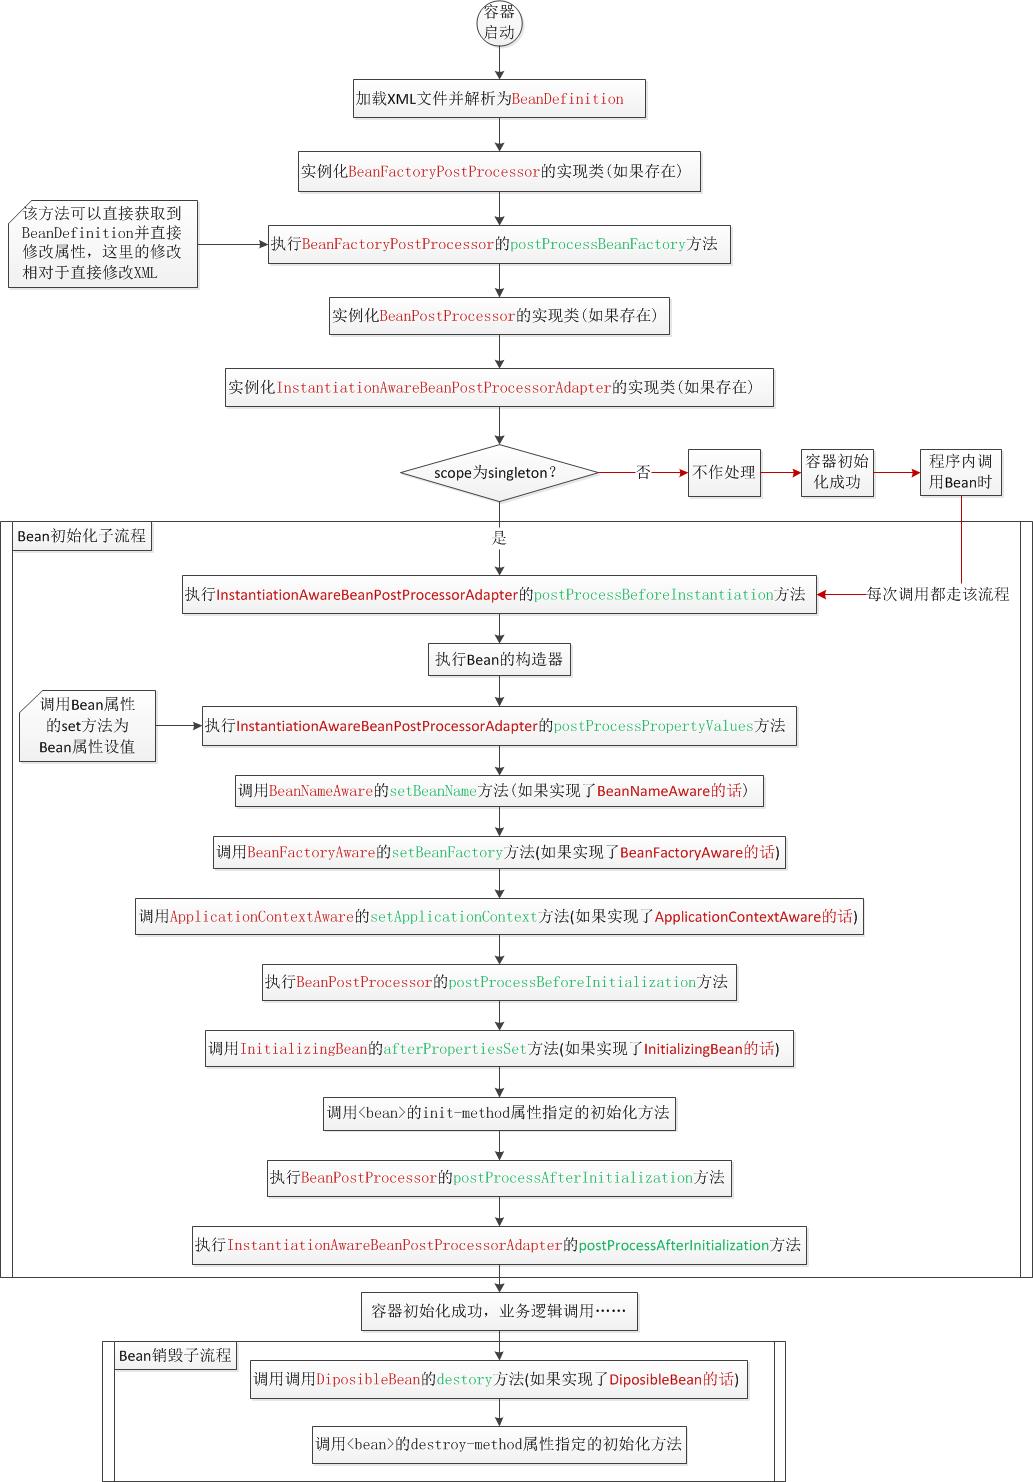 容器
启动
加载XML文件并解析为BeanDefinition
实例化BeanFactoryPostProcessor的实现类(如果存在)
该方法可以直接获取到
BeanDefinition并直接
修改属性，这里的修改
相对于直接修改XML
执行BeanFactoryPostProcessor的postProcessBeanFactory方法
实例化BeanPostProcessor的实现类(如果存在)
实例化InstantiationAwareBeanPostProcessorAdapter的实现类(如果存在)
scope为singleton?
否
不作处理
容器初始
化成功
程序内调
用Bean时
Bean初始化子流程
是
执行InstantiationAwareBeanPostProcessorAdapter的postProcessBeforeInstantiation方法
每次调用都走该流程
执行Bean的构造器
调用Bean属性
的set方法为
Bean属性设值
执行InstantiationAwareBeanPostProcessorAdapter的postProcessPropertyValues方法
调用BeanNameAware的setBeanName方法(如果实现了BeanNameAware的话)
调用BeanFactoryAware的setBeanFactory方法(如果实现了BeanFactoryAware的话)
调用ApplicationContextAware的setApplicationContext方法(如果实现了ApplicationContextAware的话)
执行BeanPostProcessor的postProcessBeforeInitialization方法
调用InitializingBean的afterPropertiesSet方法(如果实现了InitializingBean的话)
调用<bean>的init-method属性指定的初始化方法
执行BeanPostProcessor的postProcessAfterInitialization方法
执行InstantiationAwareBeanPostProcessorAdapter的postProcessAfterInitialization方法
容器初始化成功，业务逻辑调用……
Bean销毁子流程
调用调用DiposibleBean的destory方法(如果实现了DiposibleBean的话)
调用<bean>的destroy-method属性指定的初始化方法